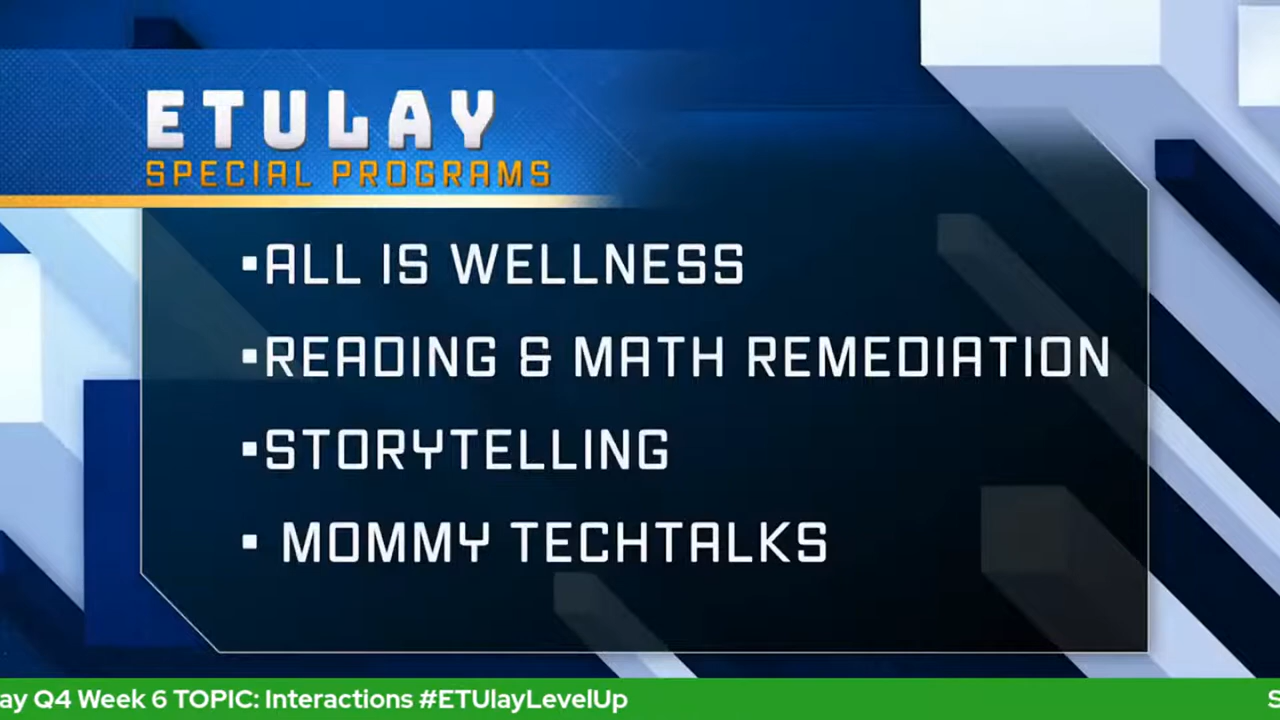 ETULAY
SPECIAL PROGRAMS
▪ALL IS WELLNESS
▪READING & MATH REMEDIATION
▪STORYTELLING
▪ MOMMY TECHTALKS
ay Q4 Week 6 TOPIC: Interactions #ETUlayLevelUp